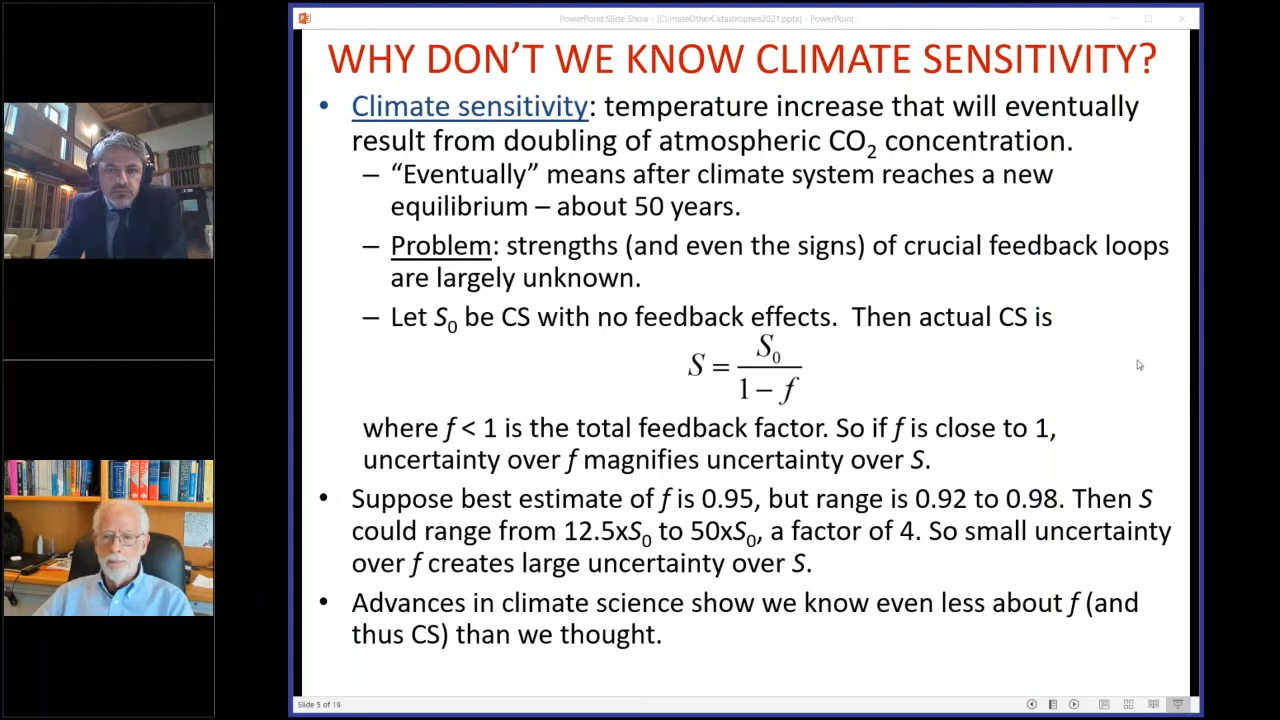 PowerPoint Slide Show - [ClimateOtherCatastrophes2021.pptx] - PowerPoint
WHY DON'T WE KNOW CLIMATE SENSITIVITY?
• Climate sensitivity: temperature increase that will eventually
result from doubling of atmospheric CO₂ concentration.
– “Eventually” means after climate system reaches a new
equilibrium – about 50 years.
– Problem: strengths (and even the signs) of crucial feedback loops
are largely unknown.
– Let S₀ be CS with no feedback effects. Then actual CS is
S = S₀ / (1 – f)
where f < 1 is the total feedback factor. So if f is close to 1,
uncertainty over f magnifies uncertainty over S.
• Suppose best estimate of f is 0.95, but range is 0.92 to 0.98. Then S
could range from 12.5xS₀ to 50xS₀, a factor of 4. So small uncertainty
over f creates large uncertainty over S.
• Advances in climate science show we know even less about f (and
thus CS) than we thought.
Slide 5 of 19